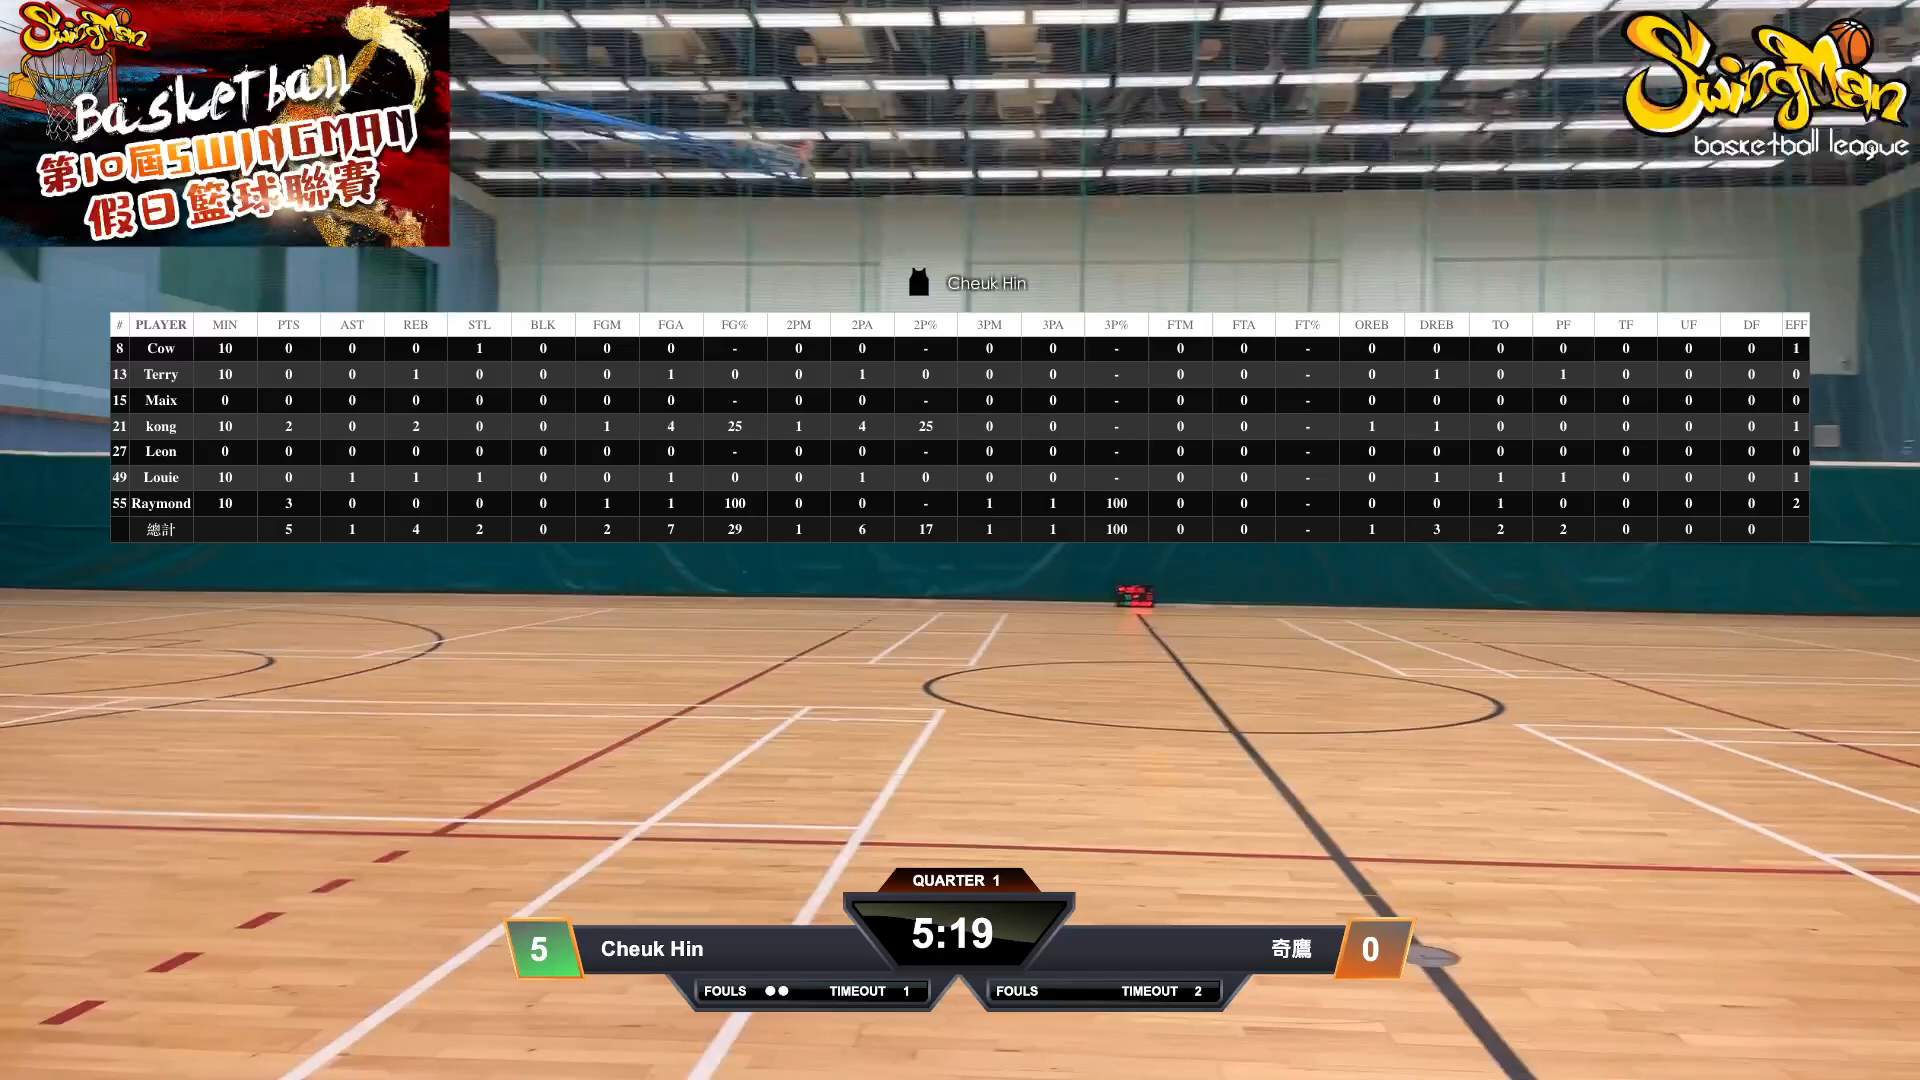 SwingMan
Basketball
第10屆SWINGMAN
假日籃球聯賽
SwingMan
basketball league
Cheuk Hin
# PLAYER MIN PTS AST REB STL BLK FGM FGA FG% 2PM 2PA 2P% 3PM 3PA 3P% FTM FTA FT% OREB DREB TO PF TF UF DF EFF
8 Cow 10 0 0 0 1 0 0 0 - 0 0 - 0 0 - 0 0 - 0 0 0 0 0 0 0 1
13 Terry 10 0 0 1 0 0 0 1 0 0 1 0 0 0 - 0 0 - 0 1 0 1 0 0 0 0
15 Maix 0 0 0 0 0 0 0 0 - 0 0 - 0 0 - 0 0 - 0 0 0 0 0 0 0 0
21 kong 10 2 0 2 0 0 1 4 25 1 4 25 0 0 - 0 0 - 1 1 0 0 0 0 0 1
27 Leon 0 0 0 0 0 0 0 0 - 0 0 - 0 0 - 0 0 - 0 0 0 0 0 0 0 0
49 Louie 10 0 1 1 1 0 0 1 0 0 1 0 0 0 - 0 0 - 0 1 1 1 0 0 0 1
55 Raymond 10 3 0 0 0 0 1 1 100 0 0 - 1 1 100 0 0 - 0 0 1 0 0 0 0 2
總計 5 1 4 2 0 2 7 29 1 6 17 1 1 100 0 0 - 1 3 2 2 0 0 0
QUARTER 1
5 Cheuk Hin 5:19 奇鷹 0
FOULS TIMEOUT 1 FOULS TIMEOUT 2